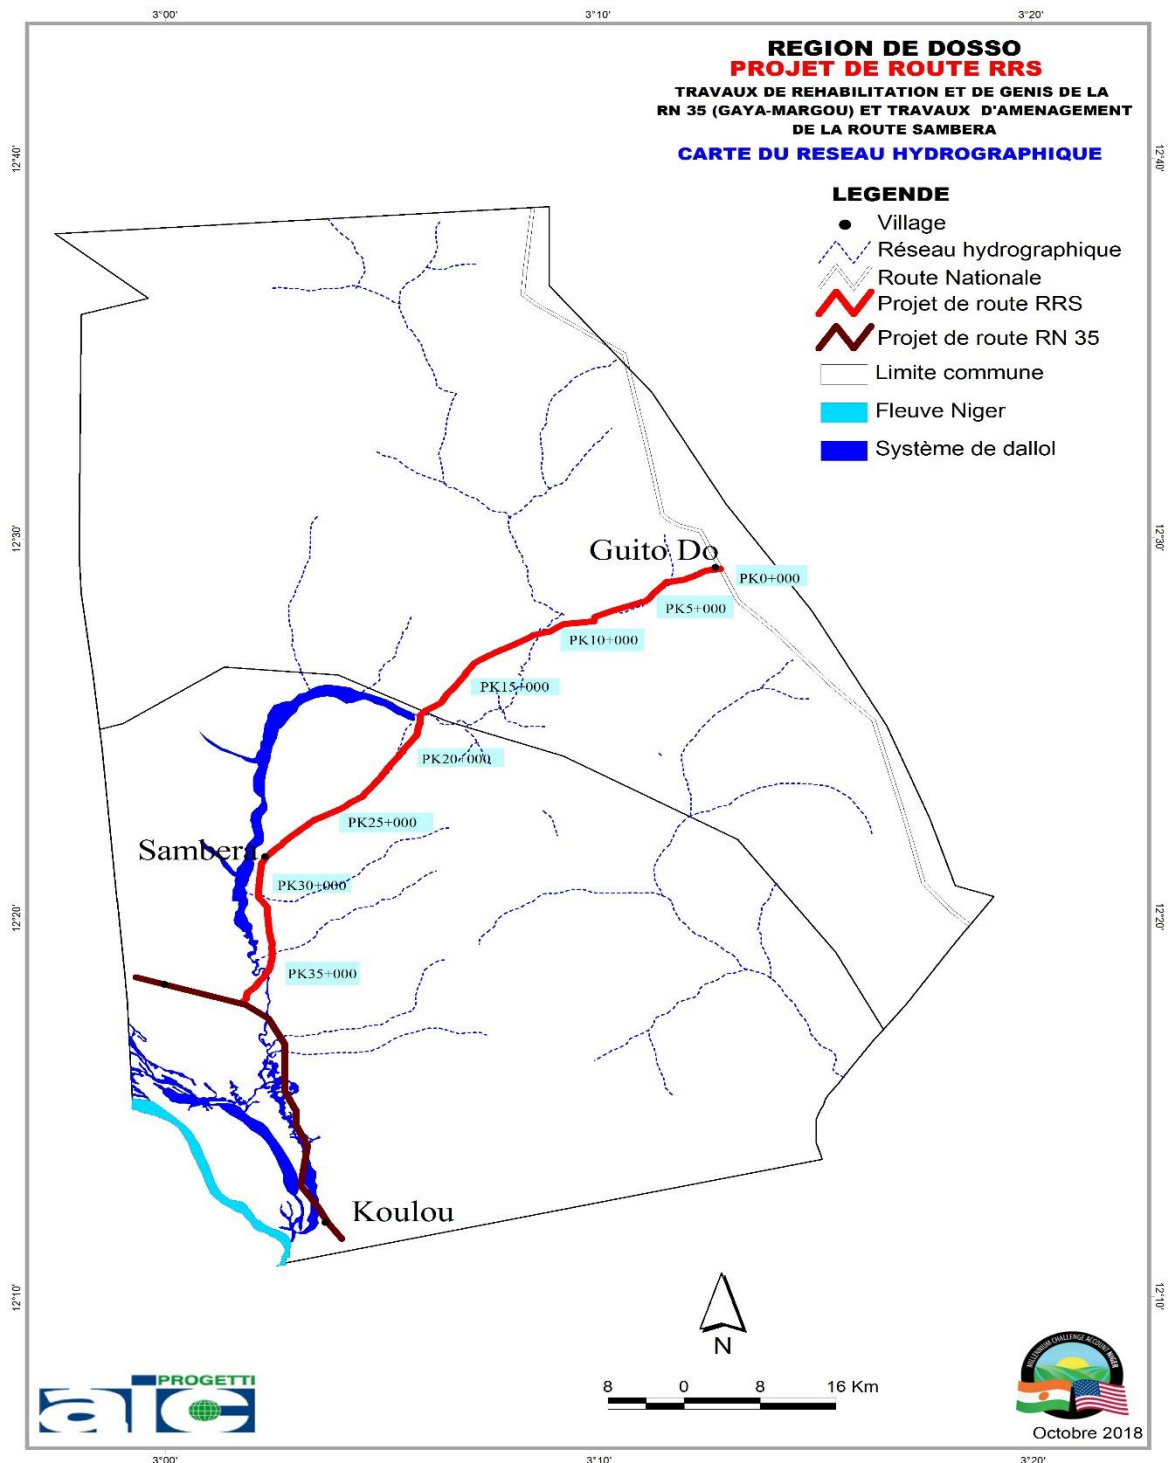 3°00'
3°10'
3°20'
REGION DE DOSSO
PROJET DE ROUTE RRS
TRAVAUX DE REHABILITATION ET DE GENIS DE LA
RN 35 (GAYA-MARGOU) ET TRAVAUX D'AMENAGEMENT
DE LA ROUTE SAMBERA
CARTE DU RESEAU HYDROGRAPHIQUE
12°40'
12°40'
LEGENDE
Village
Réseau hydrographique
Route Nationale
Projet de route RRS
Projet de route RN 35
Limite commune
Fleuve Niger
Système de dallol
12°30'
12°30'
Guito Do
PK0+000
PK5+000
PK10+000
PK15+000
PK20+000
PK25+000
Sambera
PK30+000
12°20'
12°20'
PK35+000
Koulou
12°10'
12°10'
N
8 0 8 16 Km
PROGETTI
aic
MILLENNIUM CHALLENGE ACCOUNT NIGER
Octobre 2018
3°00'
3°10'
3°20'